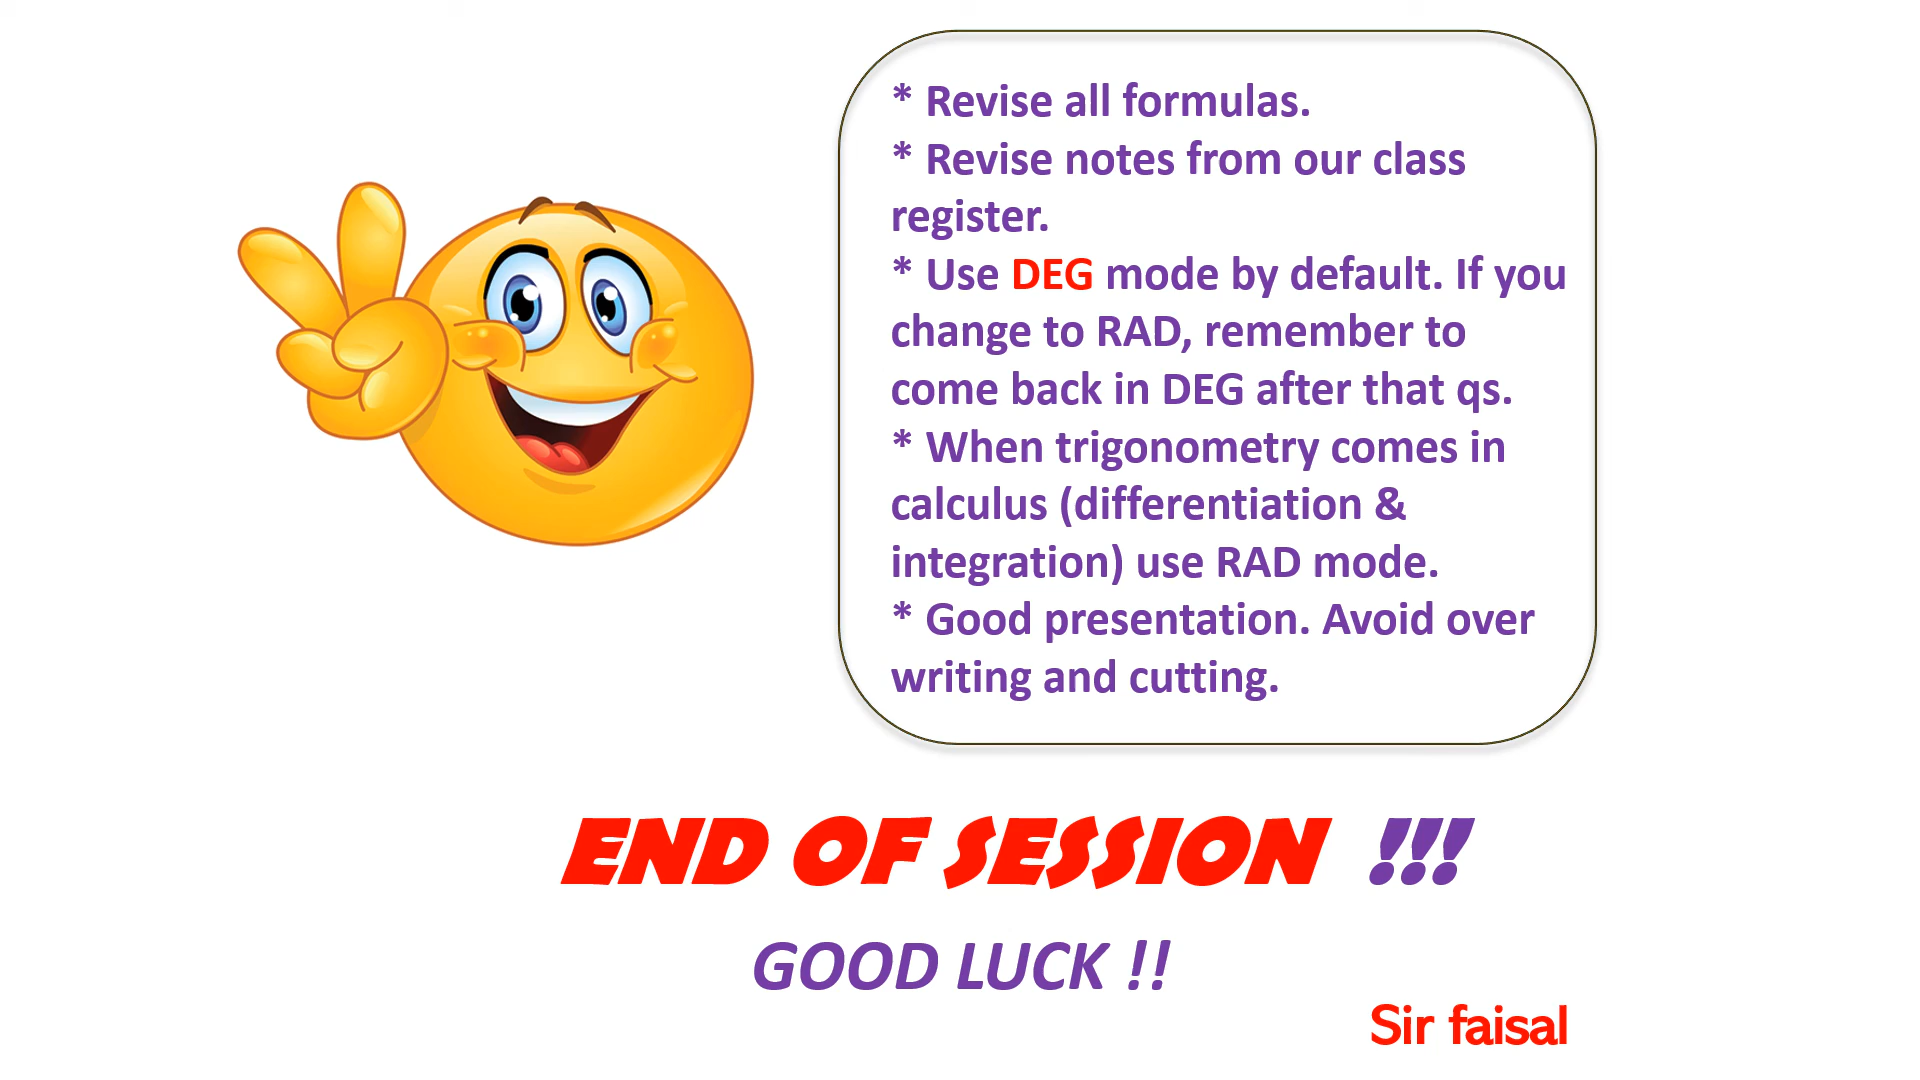 * Revise all formulas.
* Revise notes from our class
register.
* Use DEG mode by default. If you
change to RAD, remember to
come back in DEG after that qs.
* When trigonometry comes in
calculus (differentiation &
integration) use RAD mode.
* Good presentation. Avoid over
writing and cutting.
END OF SESSION !!!
GOOD LUCK !!
Sir faisal